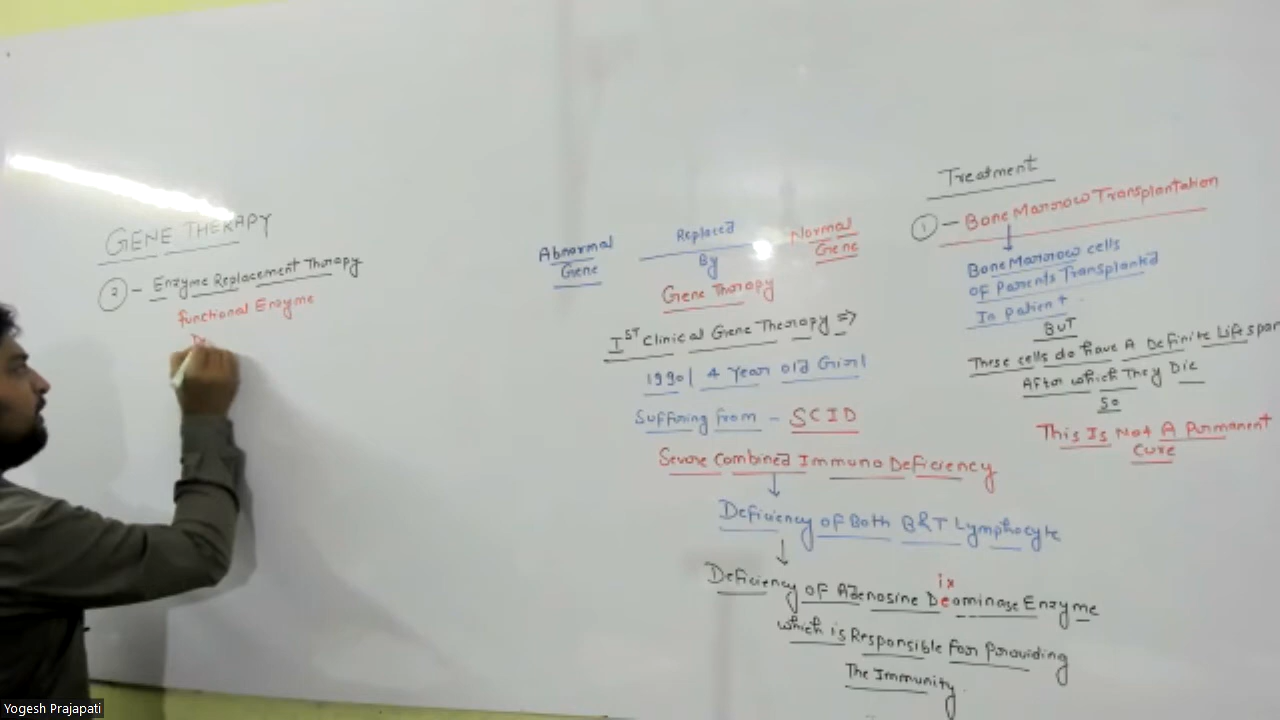 GENE THERAPY
2 - Enzyme Replacement Therapy
functional Enzyme
Abnormal Gene Replaced By Normal Gene
Gene Therapy
IST Clinical Gene Therapy =>
1990 / 4 Year old Girl
Suffering from - SCID
Severe Combined Immuno Deficiency
Deficiency of Both B&T Lymphocyte
Deficiency of Adenosine Deaminase Enzyme
which is Responsible For Providing
The Immunity
Treatment
1 - Bone Marrow Transplantation
Bone Marrow cells
of Parents Transplanted
In Patient
BUT
These cells do have A Definite Lifespan
After which They Die
So
This Is Not A Permanent
Cure
Yogesh Prajapati